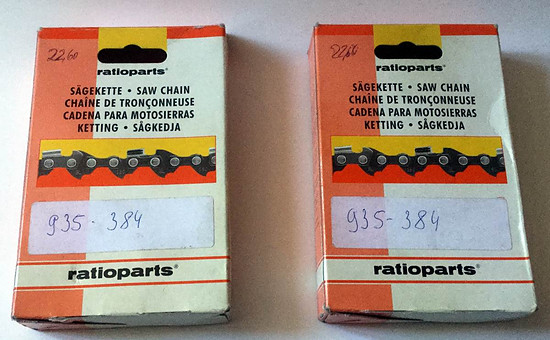 22,60
ratioparts®
SÄGEKETTE • SAW CHAIN
CHAÎNE DE TRONÇONNEUSE
CADENA PARA MOTOSIERRAS
KETTING • SÅGKEDJA
935-384
ratioparts®
22,60
ratioparts®
SÄGEKETTE • SAW CHAIN
CHAÎNE DE TRONÇONNEUSE
CADENA PARA MOTOSIERRAS
KETTING • SÅGKEDJA
935-384
ratioparts®